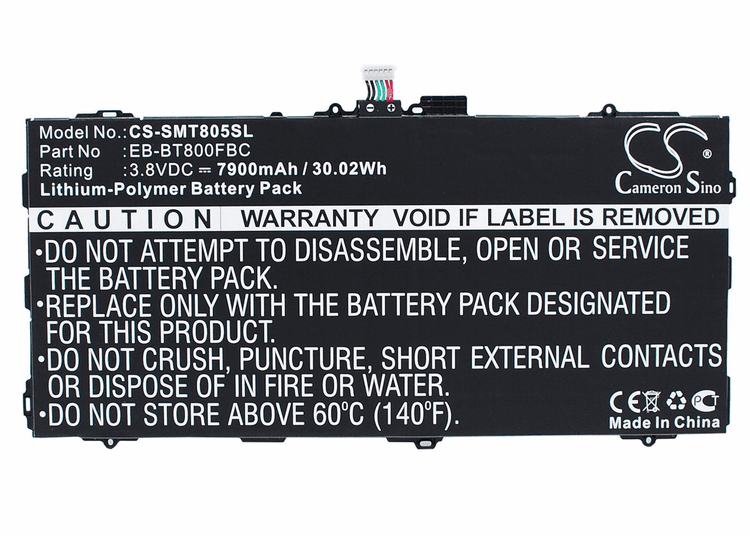 Model No.: CS-SMT805SL
Part No : EB-BT800FBC
Rating : 3.8VDC ⎓ 7900mAh / 30.02Wh
Lithium-Polymer Battery Pack
CS
Cameron Sino
CAUTION WARRANTY VOID IF LABEL IS REMOVED
•DO NOT ATTEMPT TO DISASSEMBLE, OPEN OR SERVICE
THE BATTERY PACK.
•REPLACE ONLY WITH THE BATTERY PACK DESIGNATED
FOR THIS PRODUCT.
•DO NOT CRUSH, PUNCTURE, SHORT EXTERNAL CONTACTS
OR DISPOSE OF IN FIRE OR WATER.
•DO NOT STORE ABOVE 60ºC (140ºF).
CE PCT
Made In China